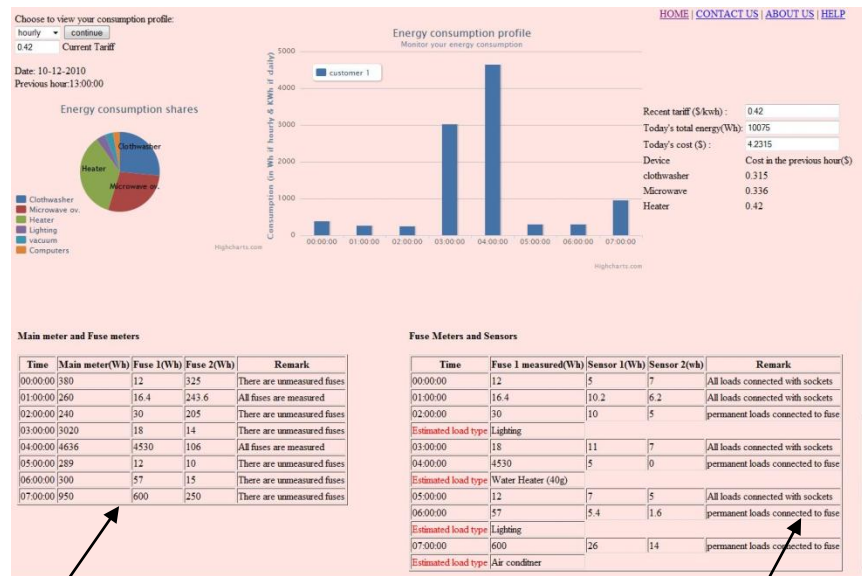 HOME | CONTACT US | ABOUT US | HELP
Choose to view your consumption profile:
hourly continue
0.42 Current Tariff
Date: 10-12-2010
Previous hour:13:00:00
Energy consumption shares
Clothwasher
Heater
Microwave ov.
Clothwasher
Microwave ov.
Heater
Lighting
vacuum
Computers
Highcharts.com
Energy consumption profile
Monitor your energy consumption
Consumption (in Wh if hourly & KWh if daily)
customer 1
5000
4000
3000
2000
1000
0
00:00:00 01:00:00 02:00:00 03:00:00 04:00:00 05:00:00 06:00:00 07:00:00
Highcharts.com
Recent tariff ($/kwh) : 0.42
Today's total energy(Wh): 10075
Today's cost ($) : 4.2315
Device Cost in the previous hour($)
clothwasher 0.315
Microwave 0.336
Heater 0.42
Main meter and Fuse meters
Time Main meter(Wh) Fuse 1(Wh) Fuse 2(Wh) Remark
00:00:00 380 12 325 There are unmeasured fuses
01:00:00 260 16.4 243.6 All fuses are measured
02:00:00 240 30 205 There are unmeasured fuses
03:00:00 3020 18 14 There are unmeasured fuses
04:00:00 4636 4530 106 All fuses are measured
05:00:00 289 12 10 There are unmeasured fuses
06:00:00 300 57 15 There are unmeasured fuses
07:00:00 950 600 250 There are unmeasured fuses
Fuse Meters and Sensors
Time Fuse 1 measured(Wh) Sensor 1(Wh) Sensor 2(wh) Remark
00:00:00 12 5 7 All loads connected with sockets
01:00:00 16.4 10.2 6.2 All loads connected with sockets
02:00:00 30 10 5 permanent loads connected to fuse
Estimated load type Lighting
03:00:00 18 11 7 All loads connected with sockets
04:00:00 4530 5 0 permanent loads connected to fuse
Estimated load type Water Heater (40g)
05:00:00 12 7 5 All loads connected with sockets
06:00:00 57 5.4 1.6 permanent loads connected to fuse
Estimated load type Lighting
07:00:00 600 26 14 permanent loads connected to fuse
Estimated load type Air conditner